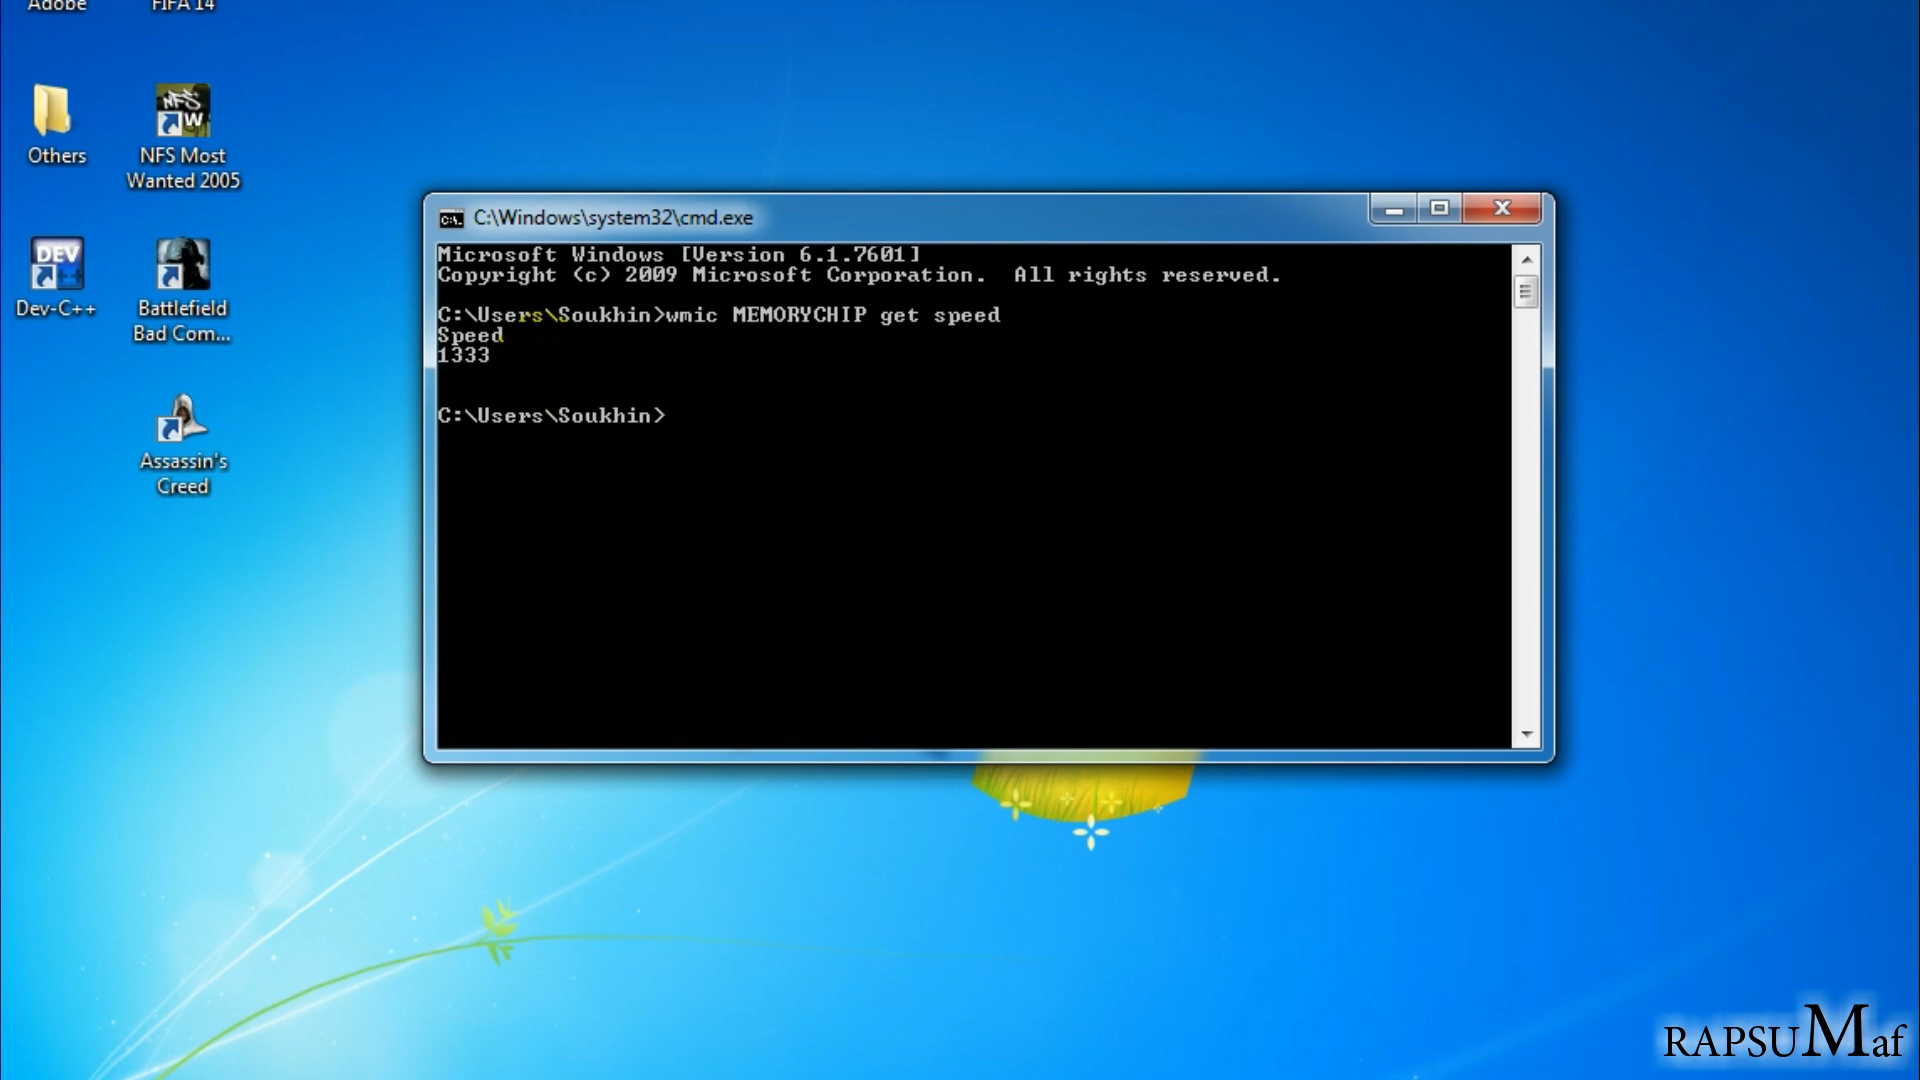 Adobe
FIFA 14
Others
NFS Most
Wanted 2005
DEV
Dev-C++
Battlefield
Bad Com...
Assassin's
Creed
C:\Windows\system32\cmd.exe
Microsoft Windows [Version 6.1.7601]
Copyright (c) 2009 Microsoft Corporation.  All rights reserved.
C:\Users\Soukhin>wmic MEMORYCHIP get speed
Speed
1333
C:\Users\Soukhin>
RAPSUMaf